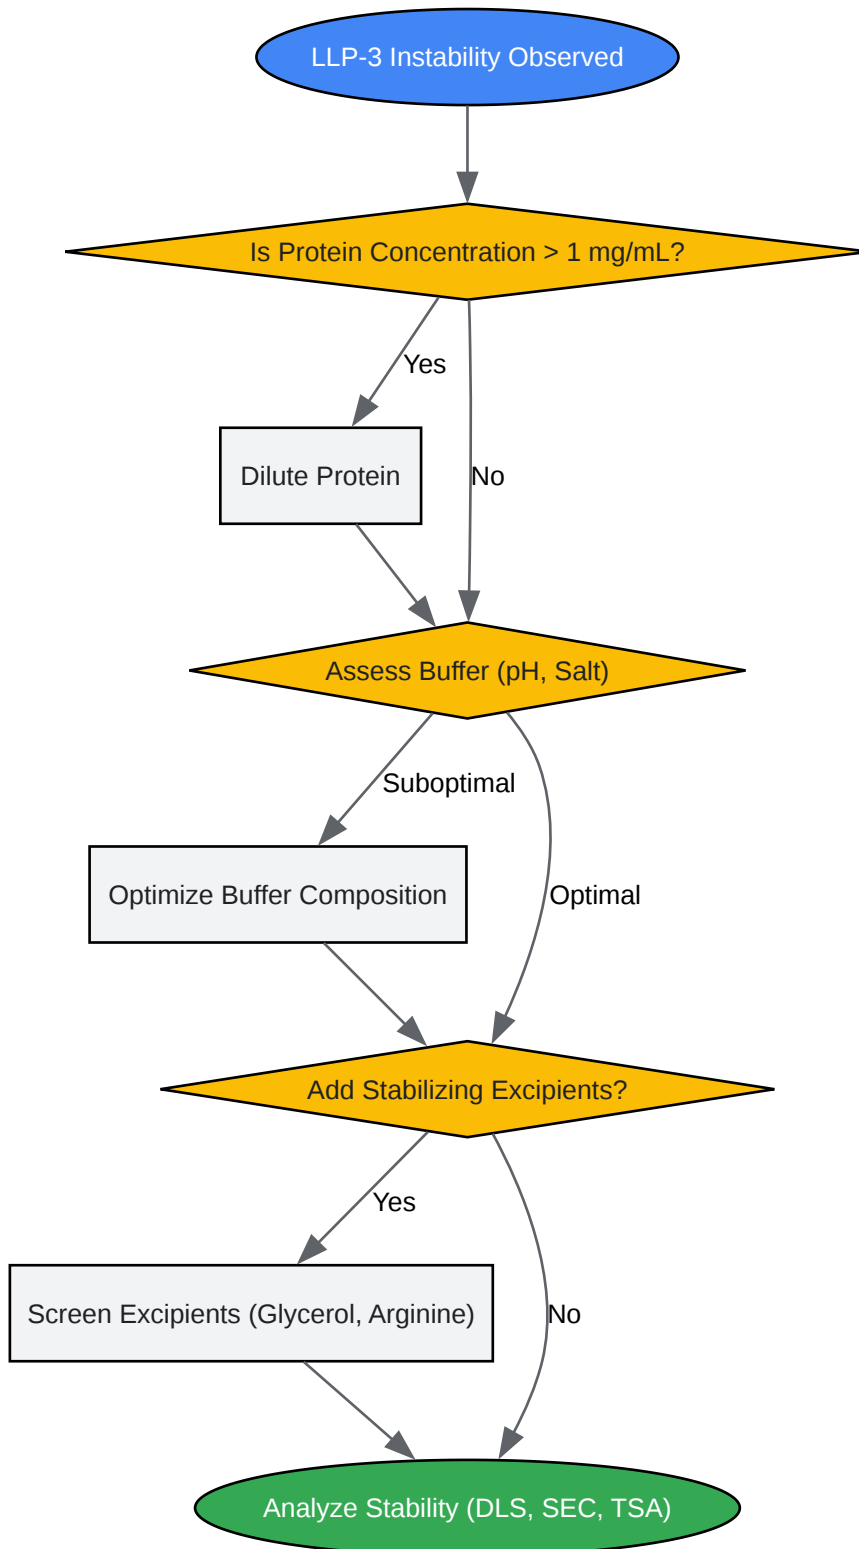 LLP-3 Instability Observed
Is Protein Concentration > 1 mg/mL?
Yes
Dilute Protein
No
Assess Buffer (pH, Salt)
Suboptimal
Optimize Buffer Composition
Optimal
Add Stabilizing Excipients?
Yes
Screen Excipients (Glycerol, Arginine)
No
Analyze Stability (DLS, SEC, TSA)